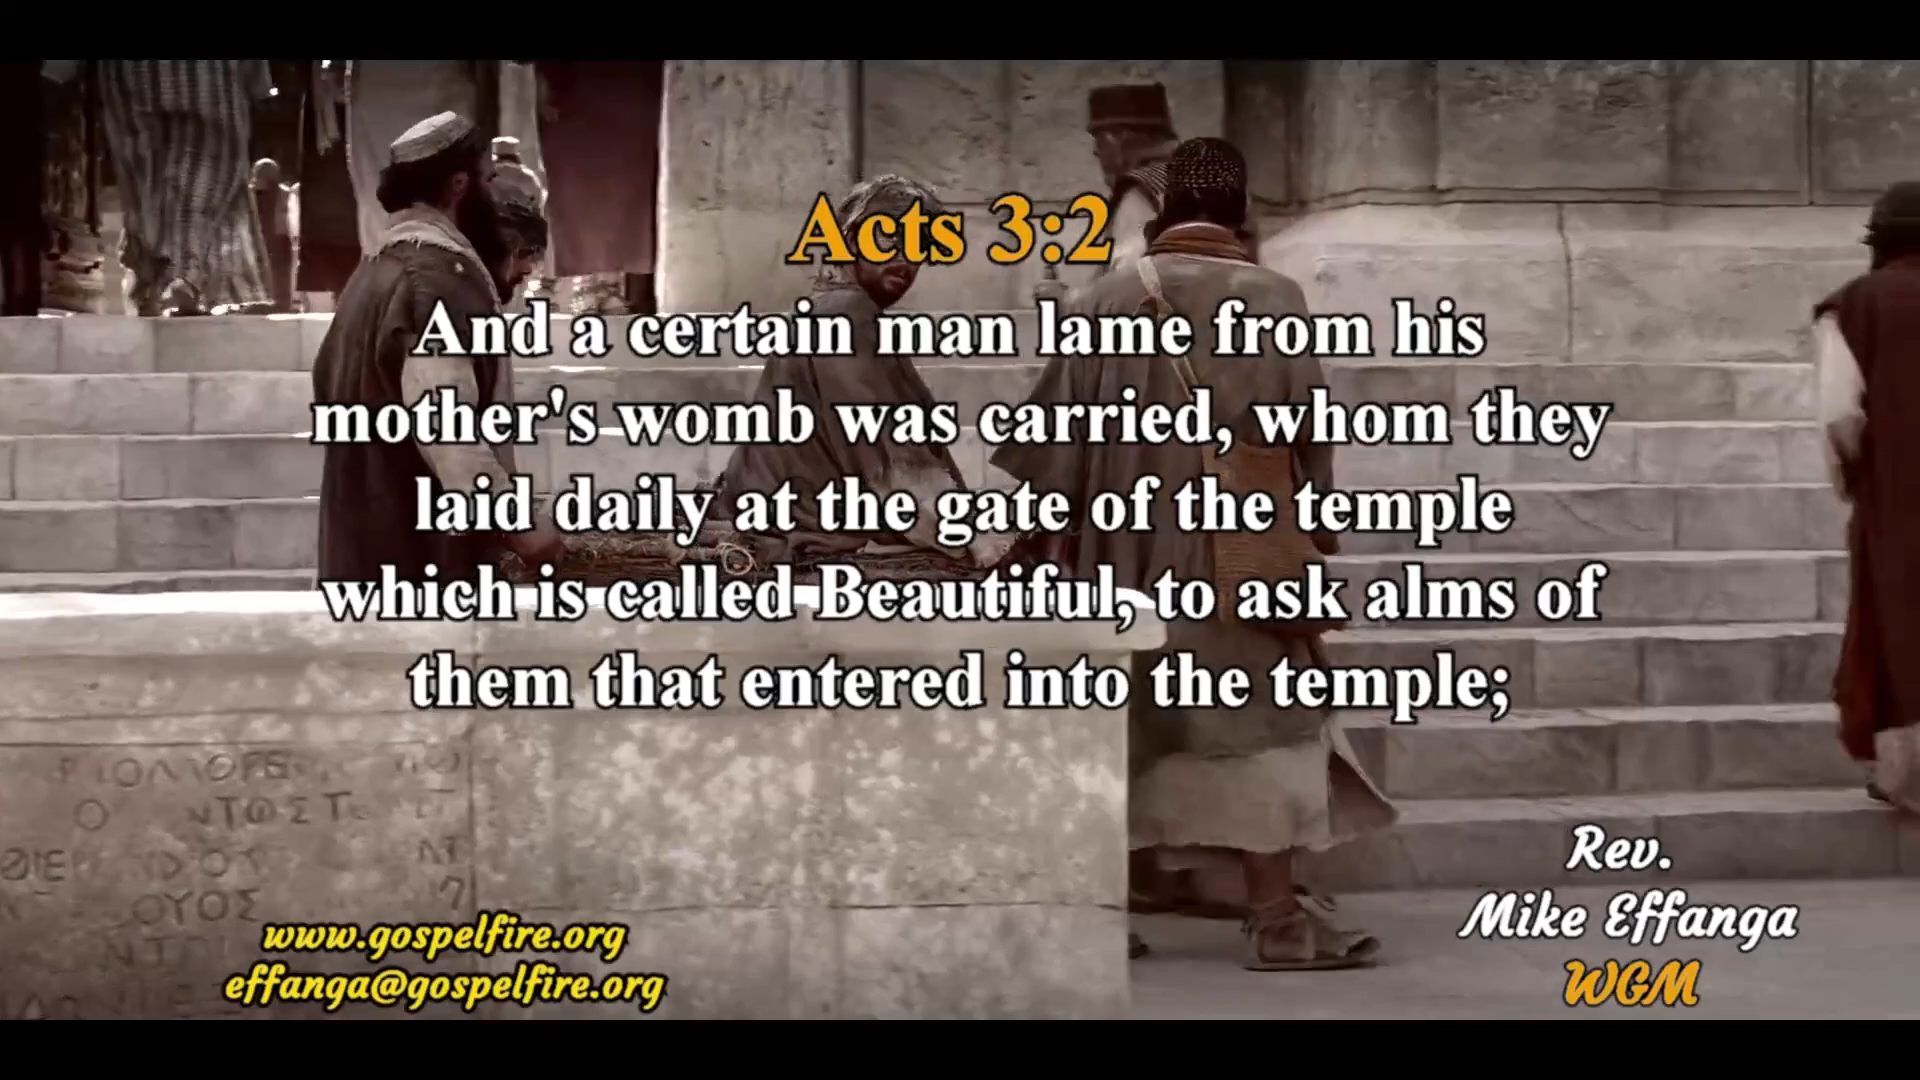 Acts 3:2
And a certain man lame from his
mother's womb was carried, whom they
laid daily at the gate of the temple
which is called Beautiful, to ask alms of
them that entered into the temple;
ΝΤΦΣΤ
ΟΥΟΣ
www.gospelfire.org
effanga@gospelfire.org
Rev.
Mike Effanga
WGM